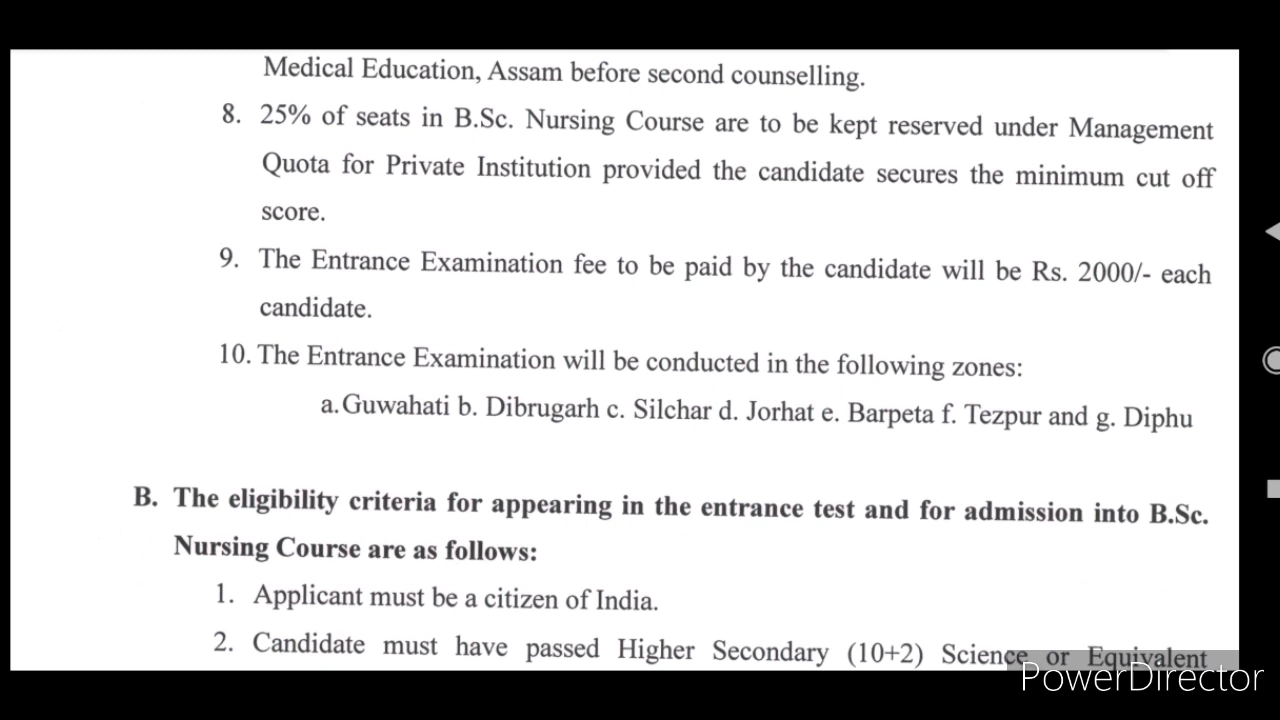 Medical Education, Assam before second counselling.
8. 25% of seats in B.Sc. Nursing Course are to be kept reserved under Management
Quota for Private Institution provided the candidate secures the minimum cut off
score.
9. The Entrance Examination fee to be paid by the candidate will be Rs. 2000/- each
candidate.
10. The Entrance Examination will be conducted in the following zones:
a. Guwahati b. Dibrugarh c. Silchar d. Jorhat e. Barpeta f. Tezpur and g. Diphu
B. The eligibility criteria for appearing in the entrance test and for admission into B.Sc.
Nursing Course are as follows:
1. Applicant must be a citizen of India.
2. Candidate must have passed Higher Secondary (10+2) Science or Equivalent
PowerDirector